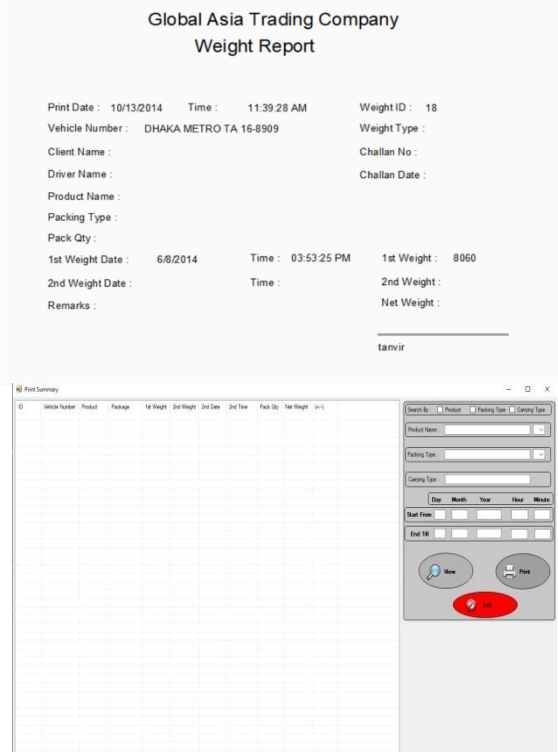 Global Asia Trading Company
Weight Report
Print Date : 10/13/2014 Time : 11:39:28 AM Weight ID : 18
Vehicle Number : DHAKA METRO TA 16-8909 Weight Type :
Client Name : Challan No :
Driver Name : Challan Date :
Product Name :
Packing Type :
Pack Qty :
1st Weight Date : 6/8/2014 Time : 03:53:25 PM 1st Weight : 8060
2nd Weight Date : Time : 2nd Weight :
Remarks : Net Weight :
tanvir
Print Summary
ID Vehicle Number Product Package 1st Weight 2nd Weight 2nd Date 2nd Time Pack Qty Net Weight (+/-)
Search By : Product Packing Type Carrying Type
Product Name :
Packing Type :
Carrying Type :
Day Month Year Hour Minute
Start From
End Till
View Print
Exit